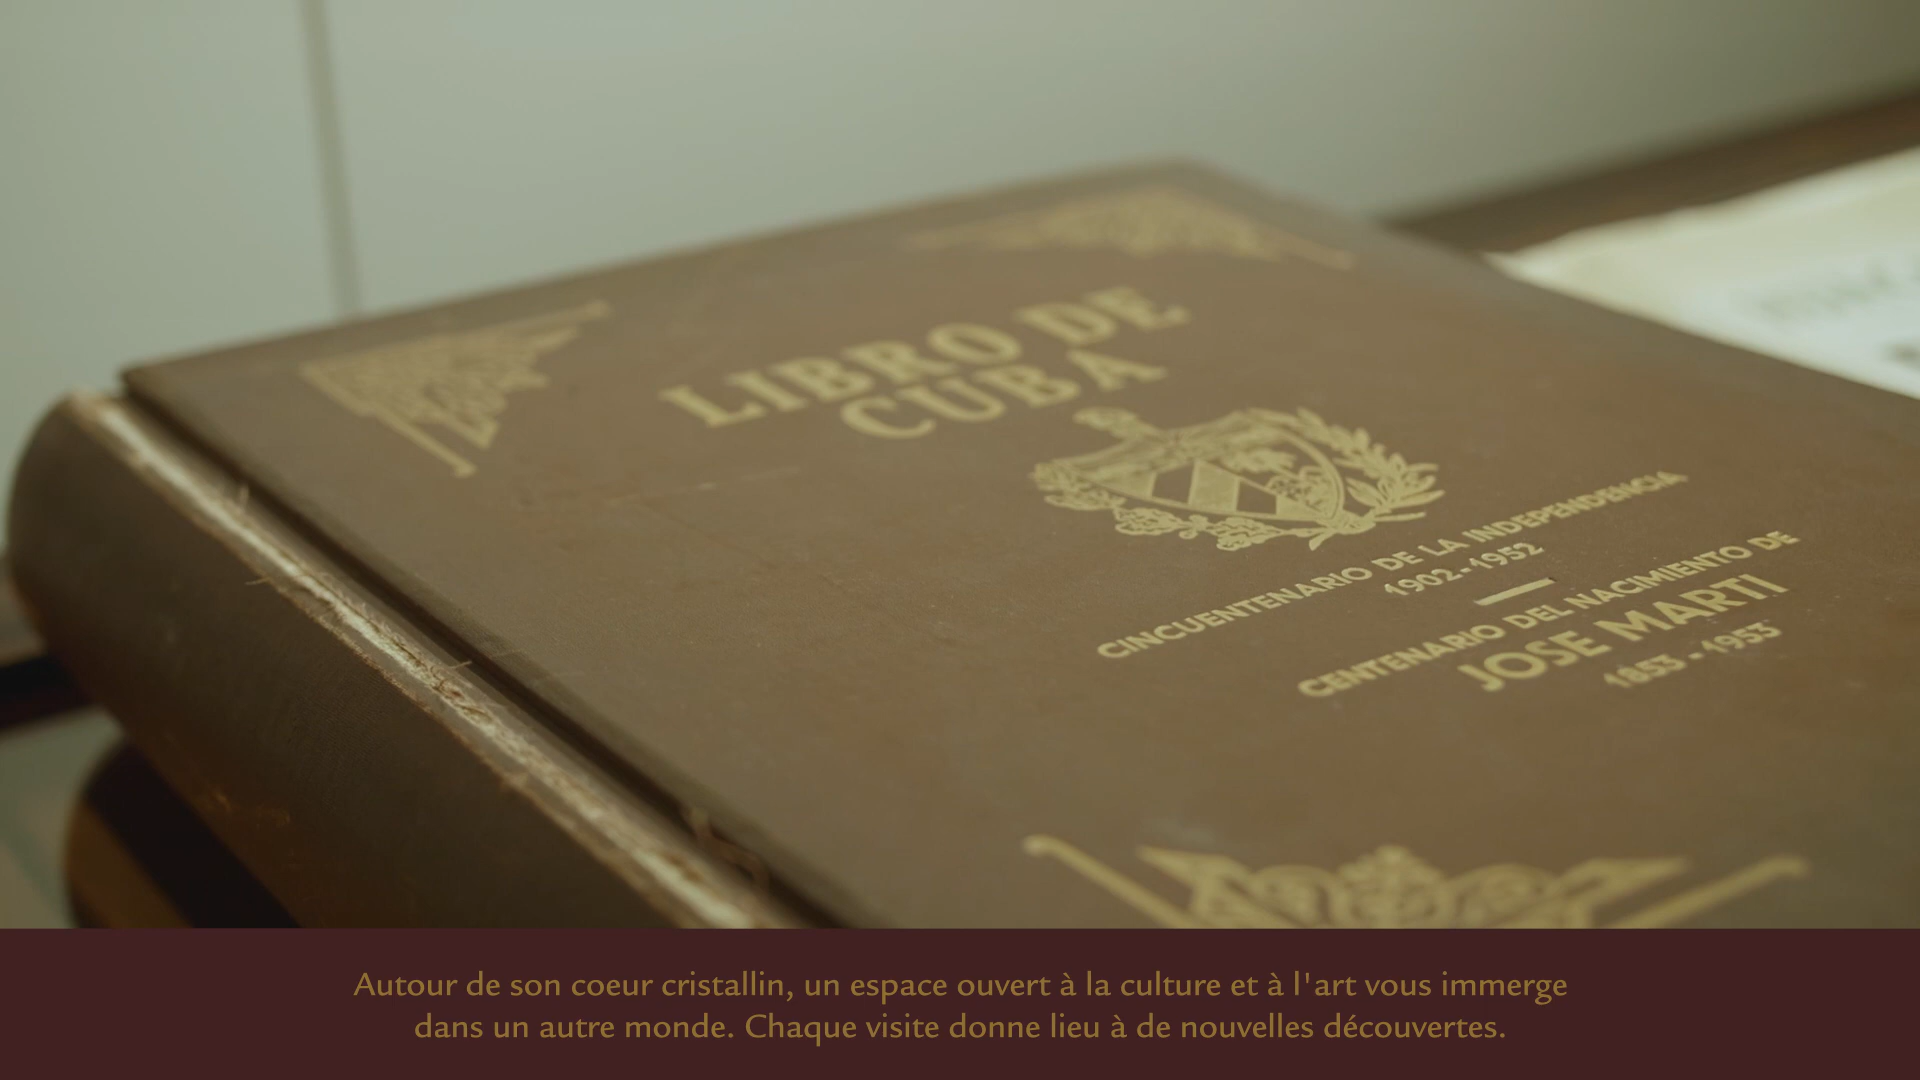 LIBRO DE
CUBA
CINCUENTENARIO DE LA INDEPENDENCIA
1902-1952
CENTENARIO DEL NACIMIENTO DE
JOSE MARTI
1853-1953
Autour de son coeur cristallin, un espace ouvert à la culture et à l'art vous immerge
dans un autre monde. Chaque visite donne lieu à de nouvelles découvertes.